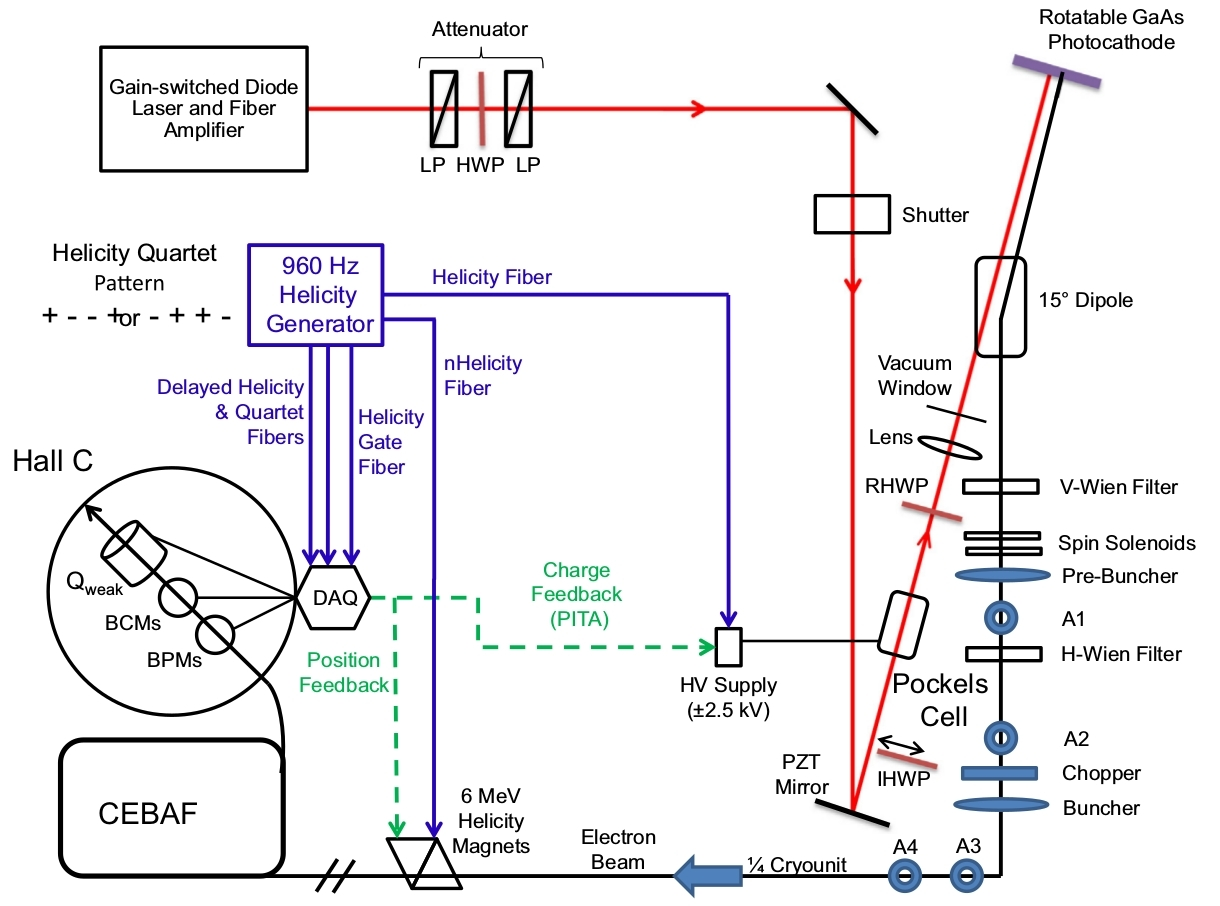 Rotatable GaAs
Photocathode
Attenuator
Gain-switched Diode
Laser and Fiber
Amplifier
LP HWP LP
Shutter
Helicity Quartet
Pattern
+ - - + or - + + -
960 Hz
Helicity
Generator
Helicity Fiber
15° Dipole
nHelicity
Fiber
Delayed Helicity
& Quartet
Fibers
Helicity
Gate
Fiber
Vacuum
Window
Lens
Hall C
RHWP
V-Wien Filter
Spin Solenoids
Pre-Buncher
Qweak
BCMs
BPMs
DAQ
Charge
Feedback
(PITA)
A1
H-Wien Filter
Position
Feedback
HV Supply
(±2.5 kV)
Pockels
Cell
A2
Chopper
Buncher
PZT
Mirror
IHWP
CEBAF
6 MeV
Helicity
Magnets
Electron
Beam
¼ Cryounit
A4
A3